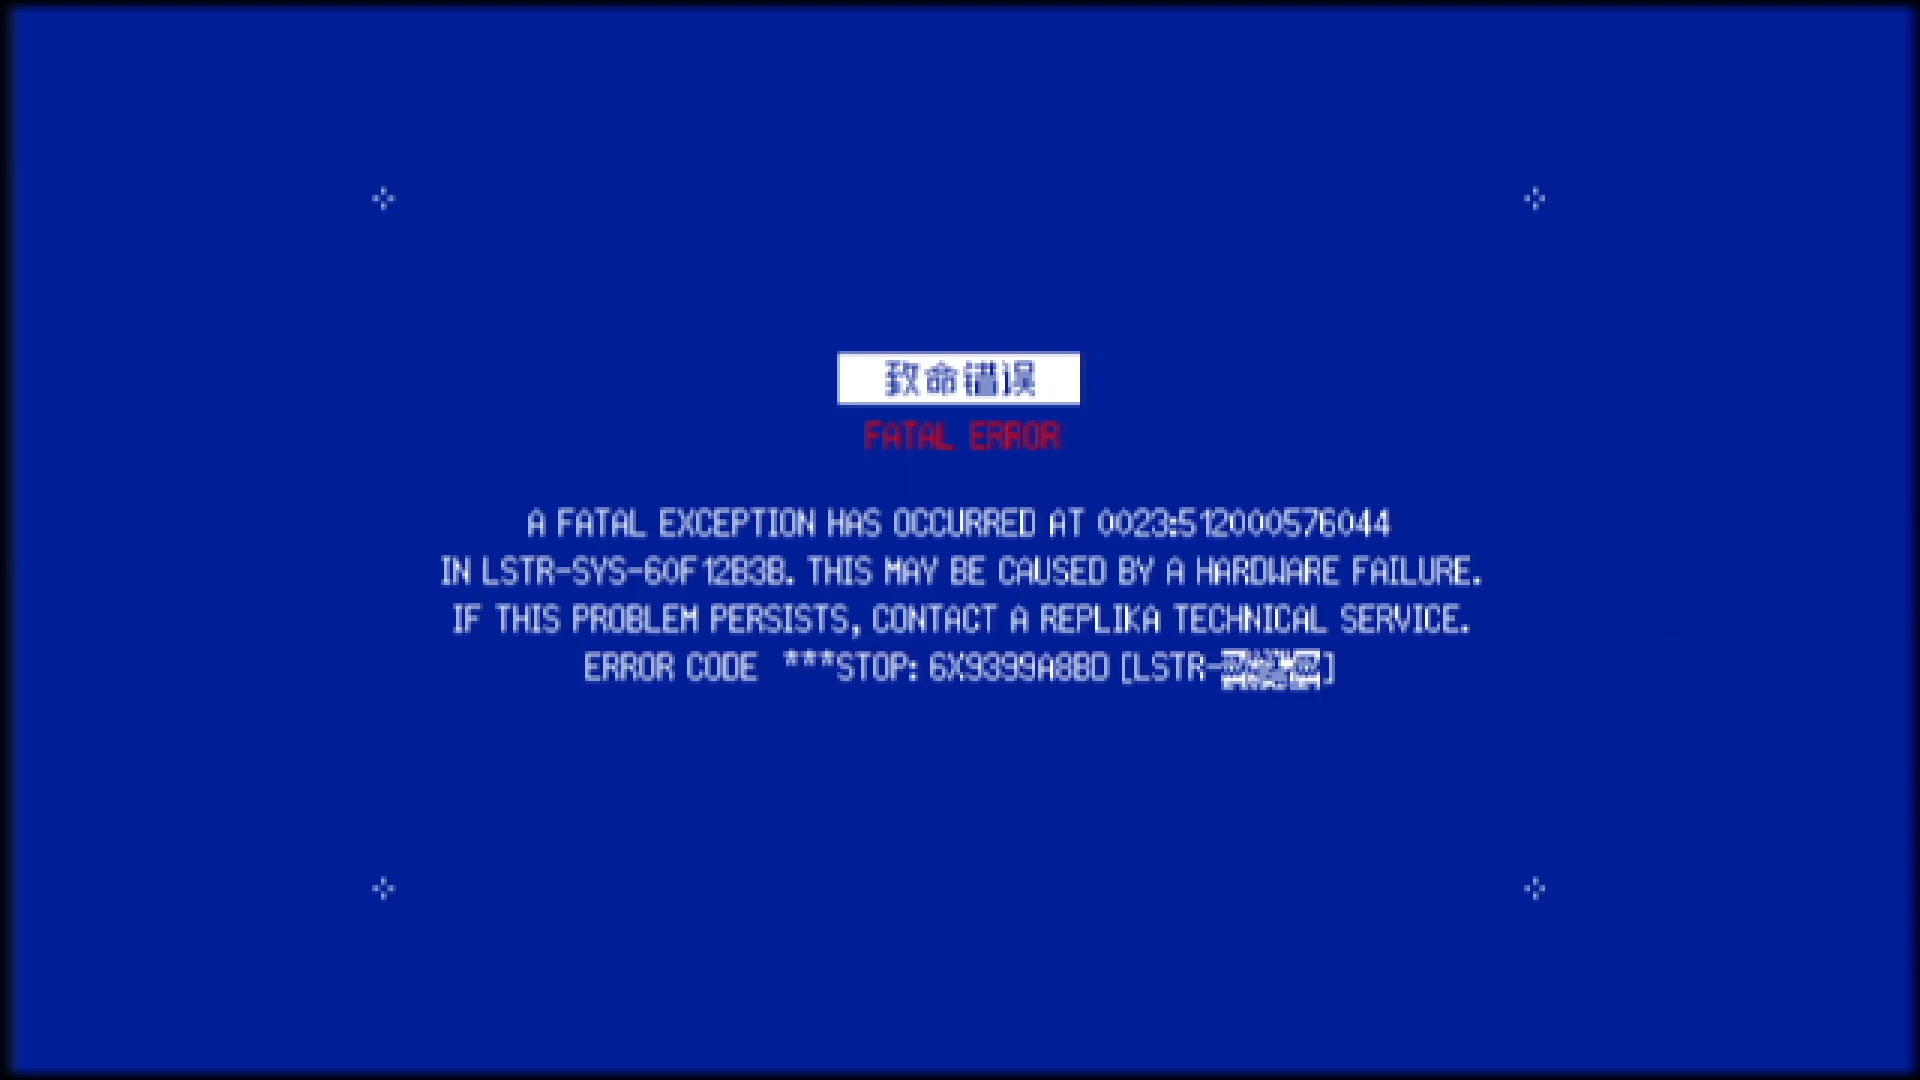 致命错误
FATAL ERROR
A FATAL EXCEPTION HAS OCCURRED AT 0023:512000576044
IN LSTR-SYS-60F12B3B. THIS MAY BE CAUSED BY A HARDWARE FAILURE.
IF THIS PROBLEM PERSISTS, CONTACT A REPLIKA TECHNICAL SERVICE.
ERROR CODE ***STOP: 6X9399A8BD [LSTR-]